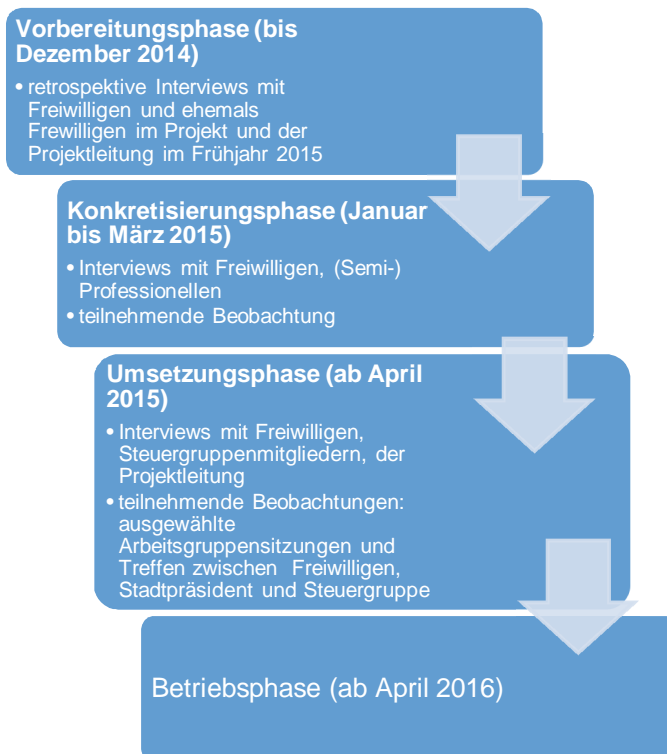 Vorbereitungsphase (bis
Dezember 2014)
• retrospektive Interviews mit
Freiwilligen und ehemals
Frewilligen im Projekt und der
Projektleitung im Frühjahr 2015
Konkretisierungsphase (Januar
bis März 2015)
• Interviews mit Freiwilligen, (Semi-)
Professionellen
• teilnehmende Beobachtung
Umsetzungsphase (ab April
2015)
• Interviews mit Freiwilligen,
Steuergruppenmitgliedern, der
Projektleitung
• teilnehmende Beobachtungen:
ausgewählte
Arbeitsgruppensitzungen und
Treffen zwischen Freiwilligen,
Stadtpräsident und Steuergruppe
Betriebsphase (ab April 2016)